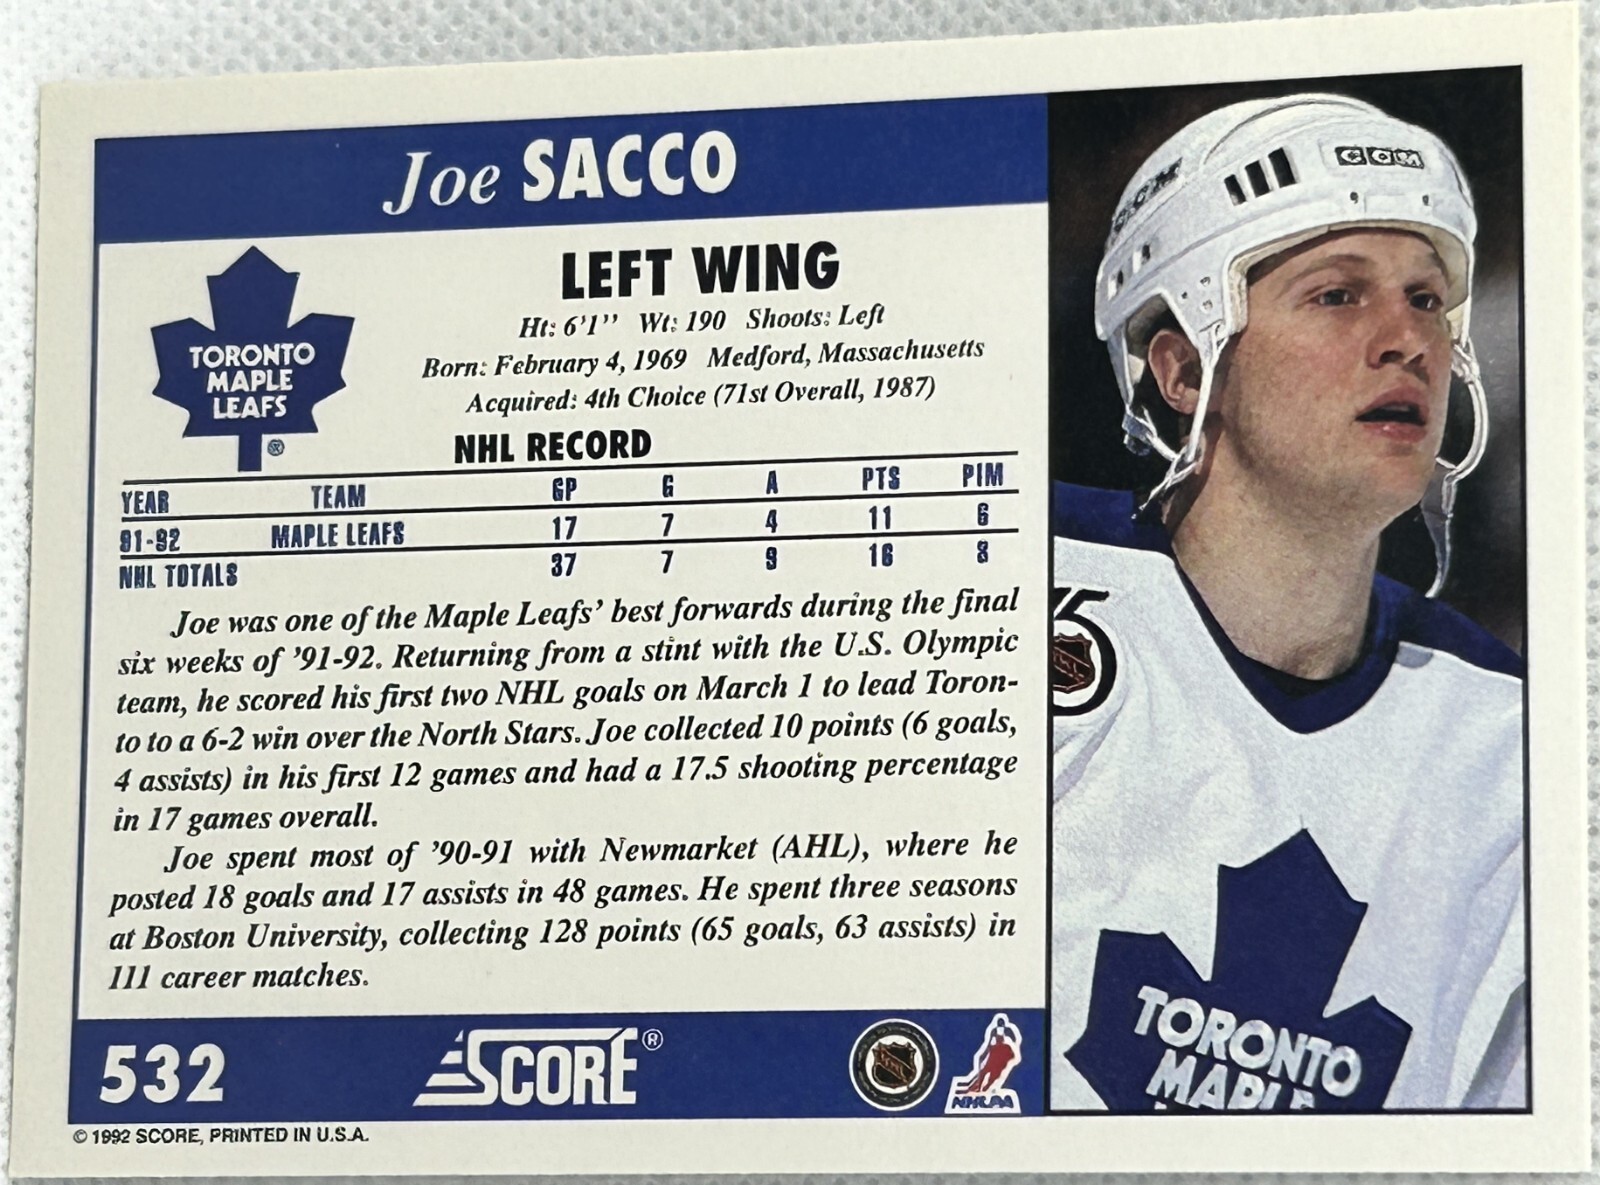 Joe SACCO
TORONTO
MAPLE
LEAFS
®
LEFT WING
Ht: 6'1" Wt: 190 Shoots: Left
Born: February 4, 1969 Medford, Massachusetts
Acquired: 4th Choice (71st Overall, 1987)
NHL RECORD
YEAR TEAM GP G A PTS PIM
91-92 MAPLE LEAFS 17 7 4 11 6
NHL TOTALS 37 7 9 16 8
Joe was one of the Maple Leafs' best forwards during the final
six weeks of '91-92. Returning from a stint with the U.S. Olympic
team, he scored his first two NHL goals on March 1 to lead Toron-
to to a 6-2 win over the North Stars. Joe collected 10 points (6 goals,
4 assists) in his first 12 games and had a 17.5 shooting percentage
in 17 games overall.
Joe spent most of '90-91 with Newmarket (AHL), where he
posted 18 goals and 17 assists in 48 games. He spent three seasons
at Boston University, collecting 128 points (65 goals, 63 assists) in
111 career matches.
532 SCORE®
NHL
NHLPA
© 1992 SCORE, PRINTED IN U.S.A.
CCM
CCM
75
TORONTO
MAPLE